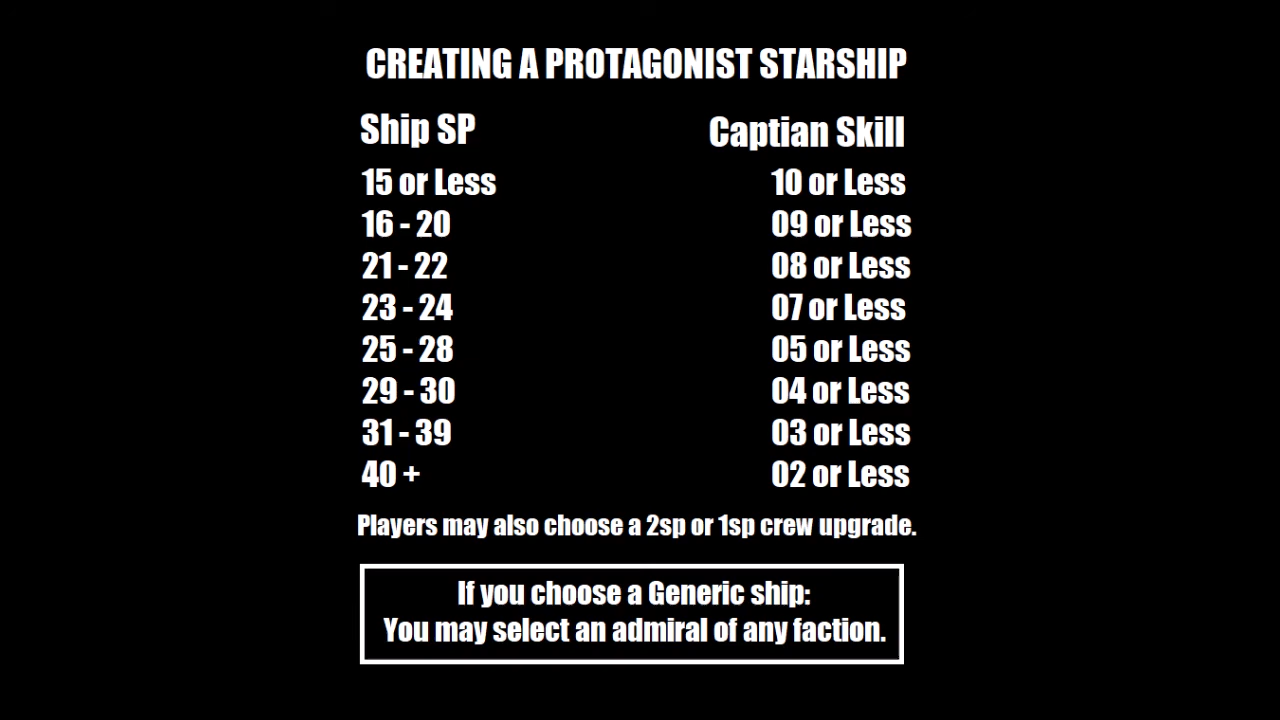 CREATING A PROTAGONIST STARSHIP
Ship SP Captian Skill
15 or Less 10 or Less
16 - 20 09 or Less
21 - 22 08 or Less
23 - 24 07 or Less
25 - 28 05 or Less
29 - 30 04 or Less
31 - 39 03 or Less
40 + 02 or Less
Players may also choose a 2sp or 1sp crew upgrade.
If you choose a Generic ship:
You may select an admiral of any faction.